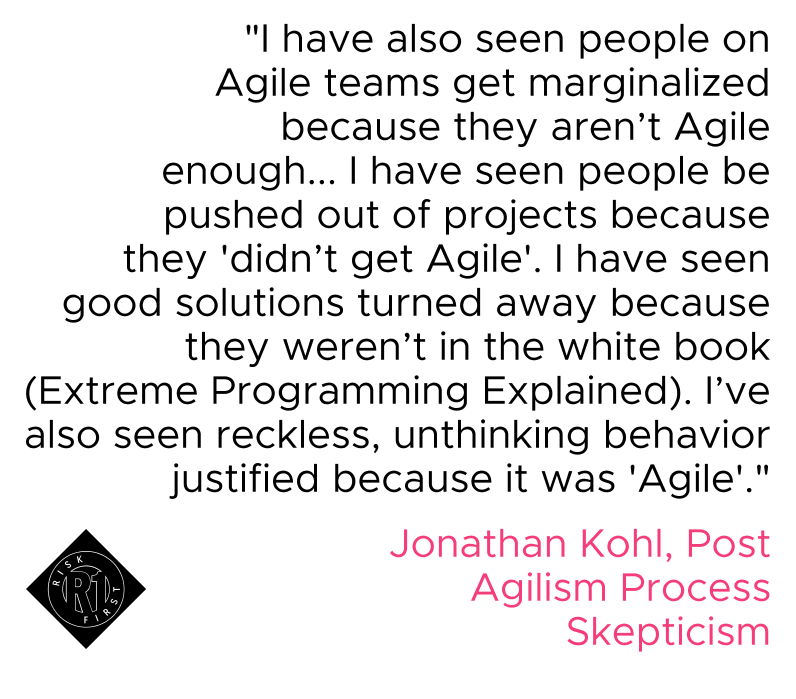 "I have also seen people on
Agile teams get marginalized
because they aren’t Agile
enough... I have seen people be
pushed out of projects because
they 'didn’t get Agile'. I have seen
good solutions turned away because
they weren’t in the white book
(Extreme Programming Explained). I’ve
also seen reckless, unthinking behavior
justified because it was 'Agile'."
Jonathan Kohl, Post
Agilism Process
Skepticism
RISK
R1
FIRST